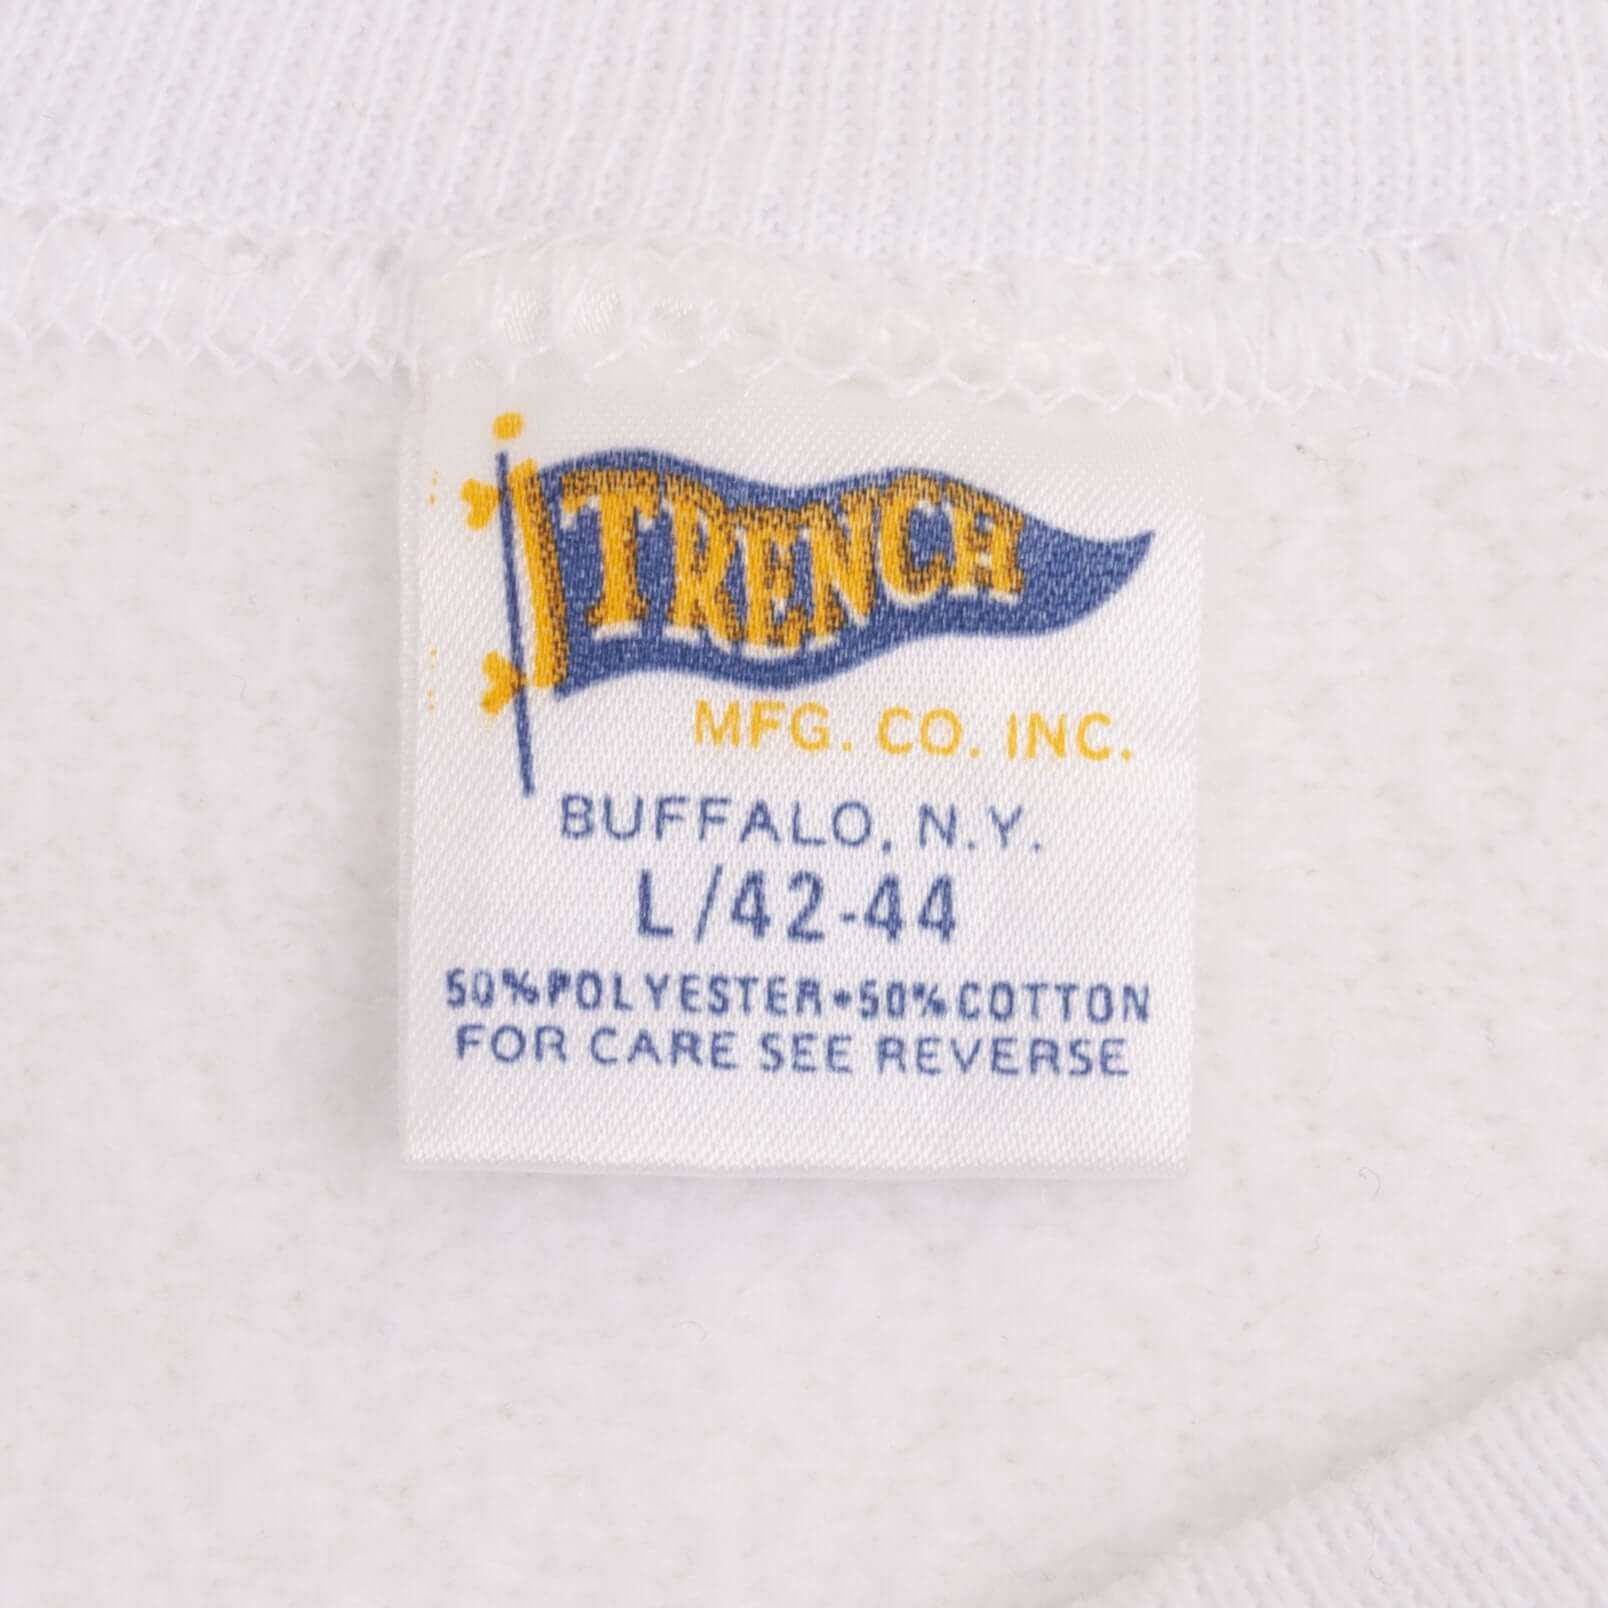 TRENCH
MFG. CO. INC.
BUFFALO, N.Y.
L/42-44
50%POLYESTER•50%COTTON
FOR CARE SEE REVERSE